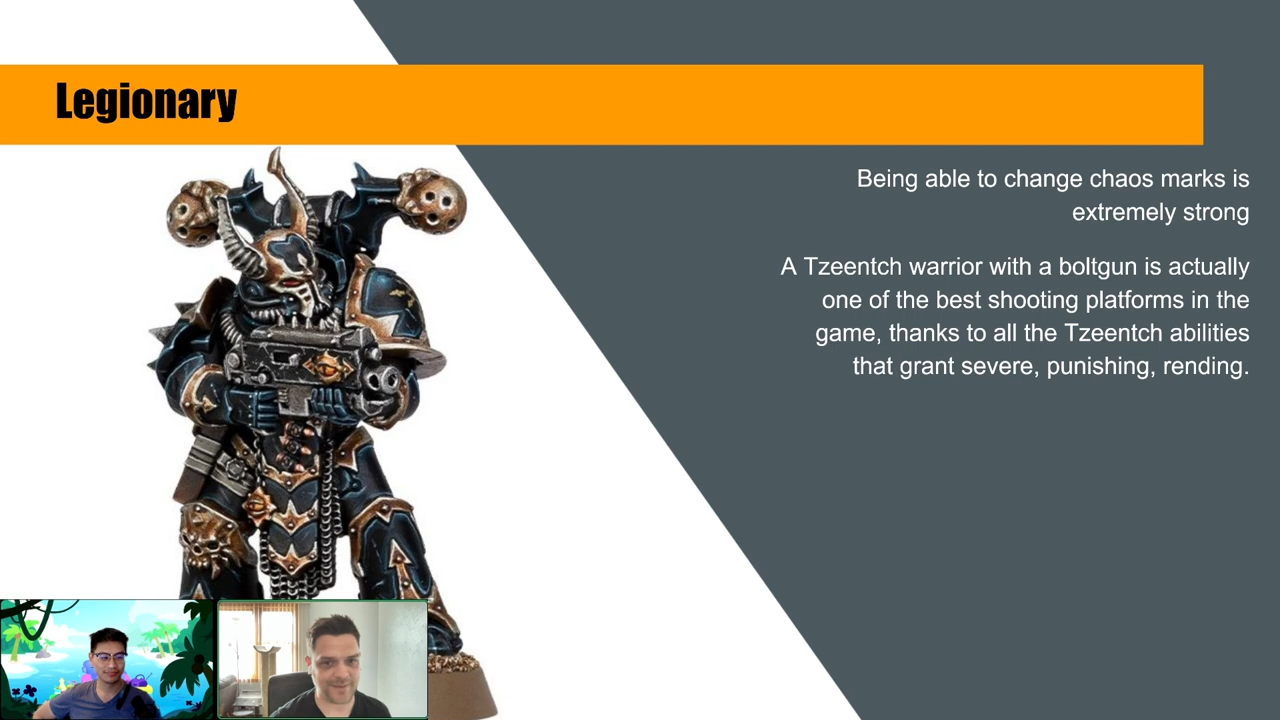 Legionary
Being able to change chaos marks is
extremely strong
A Tzeentch warrior with a boltgun is actually
one of the best shooting platforms in the
game, thanks to all the Tzeentch abilities
that grant severe, punishing, rending.